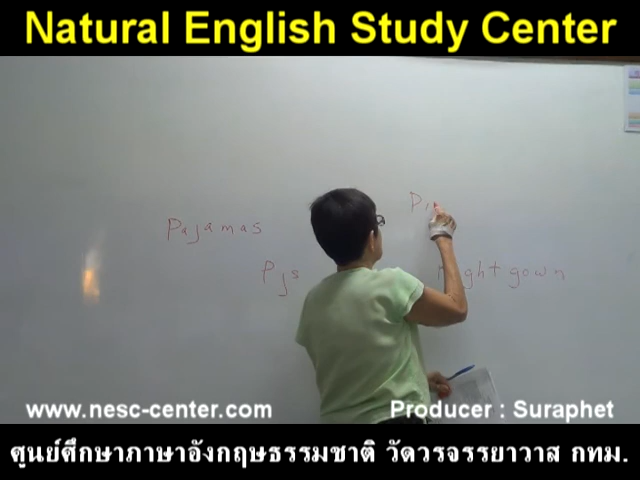 Natural English Study Center
Pajamas
Pjs
nightgown
www.nesc-center.com
Producer : Suraphet
ศูนย์ศึกษาภาษาอังกฤษธรรมชาติ วัดวรจรรยาวาส กทม.